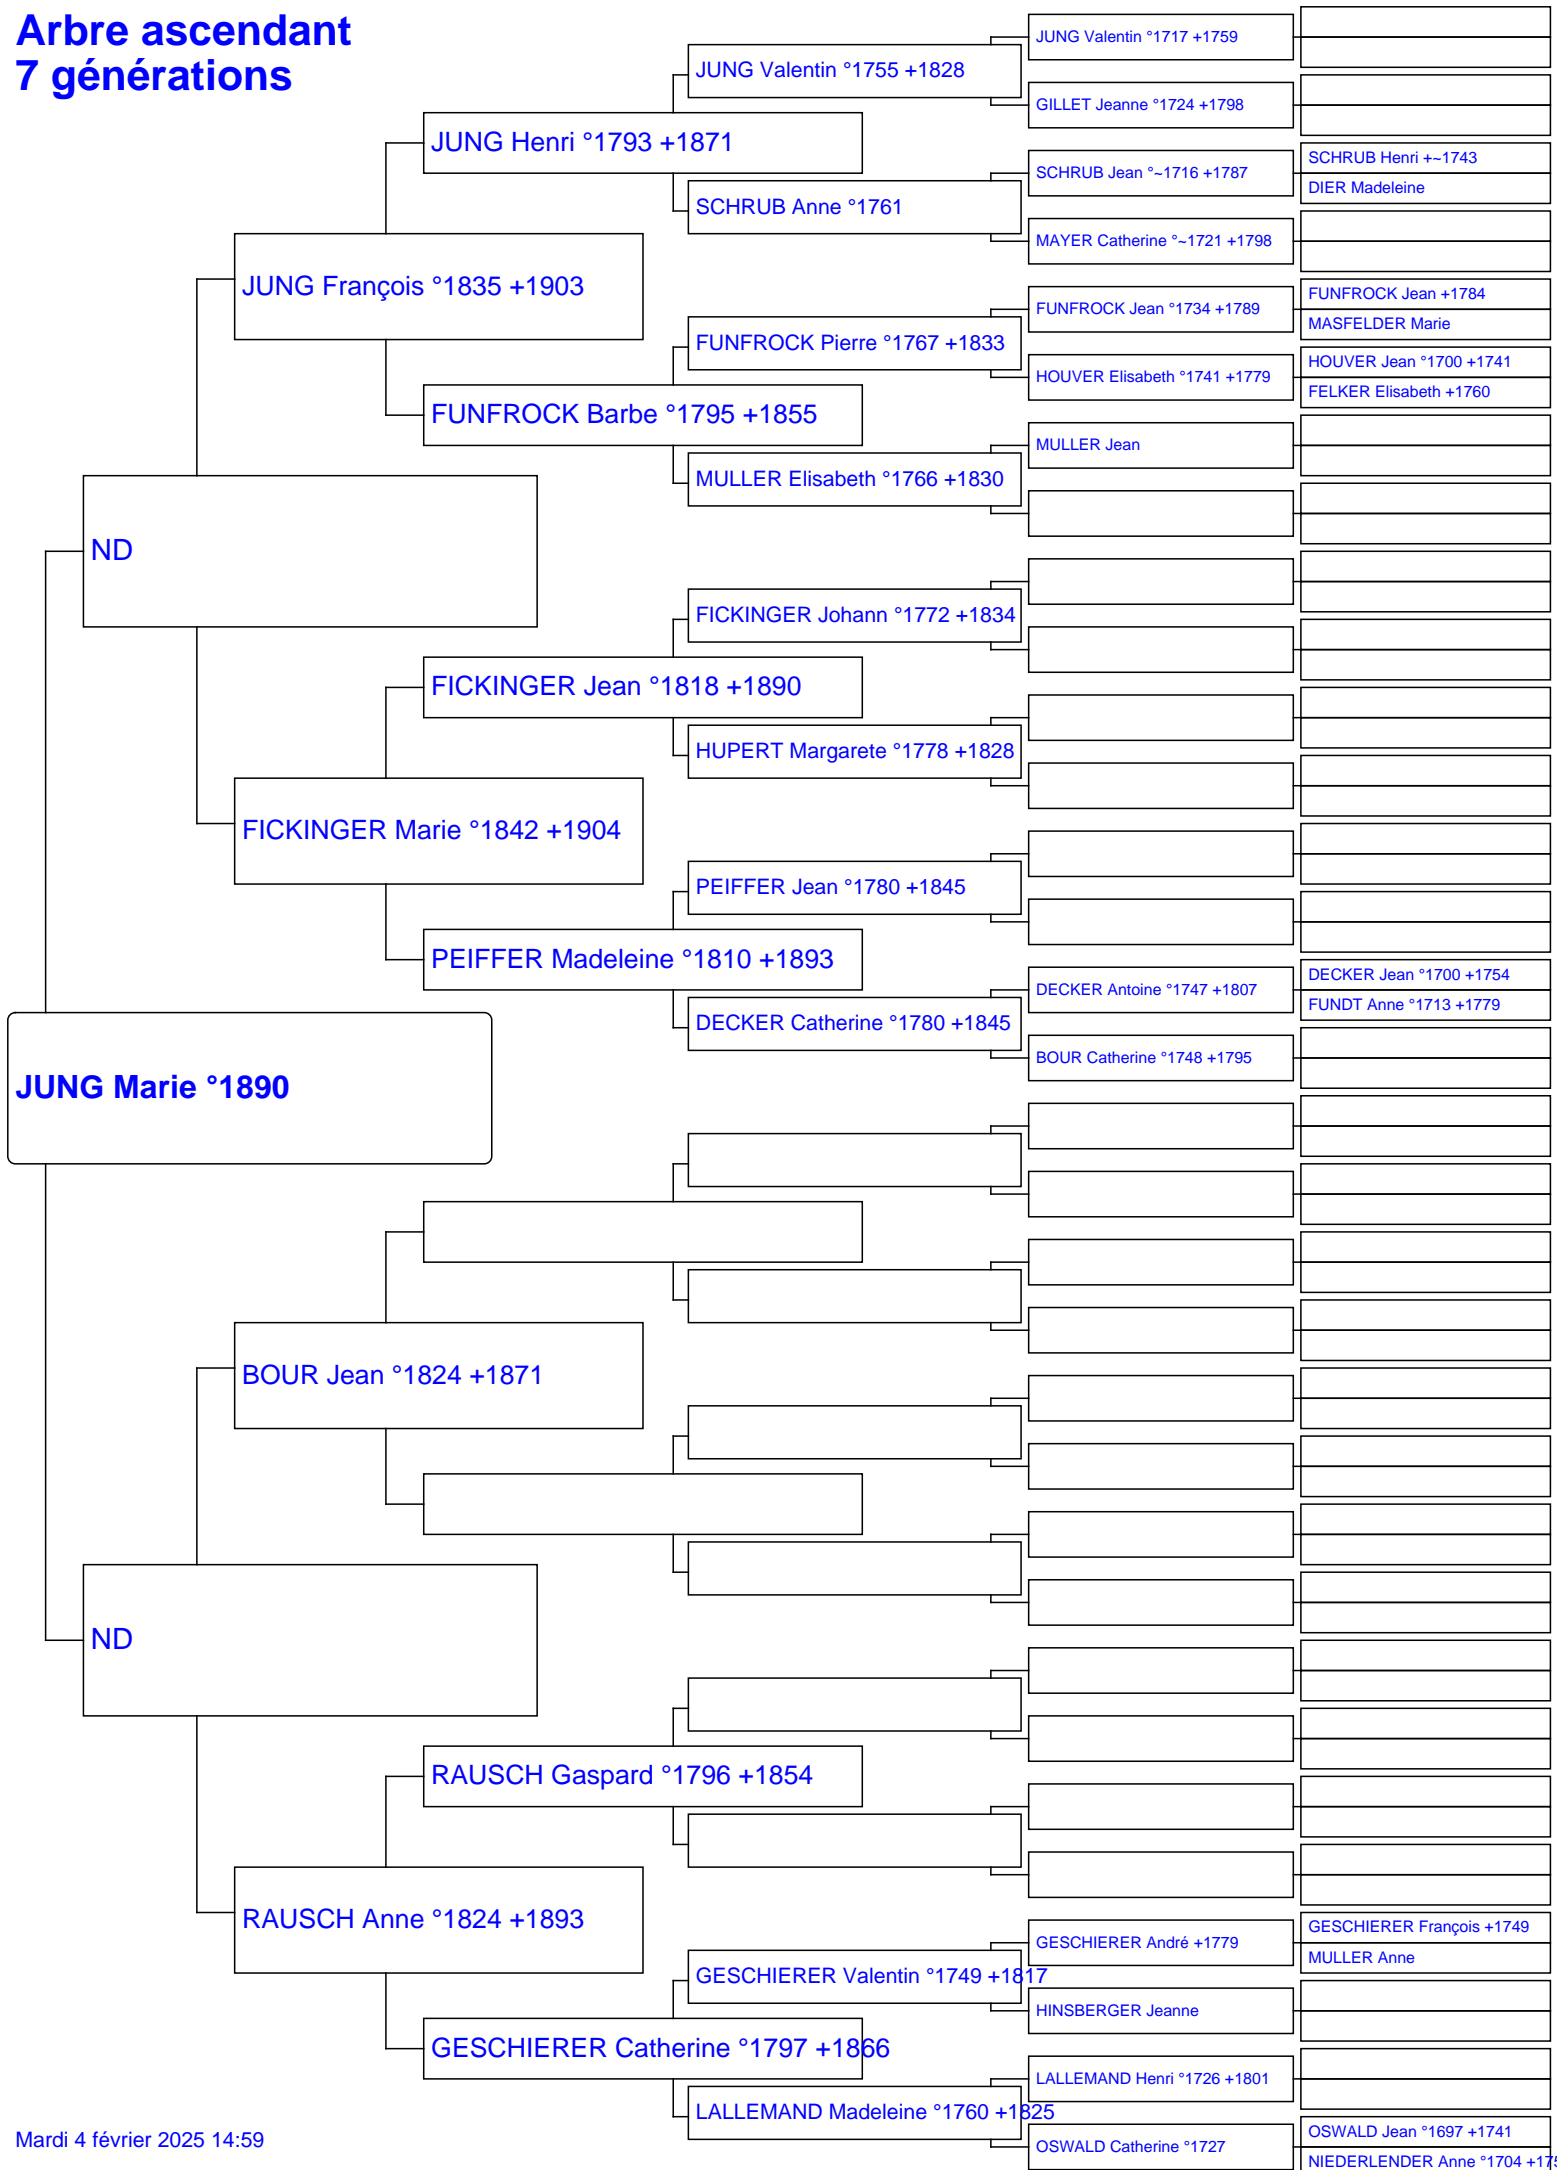 Arbre ascendant
7 générations
JUNG Valentin °1717 +1759
JUNG Valentin °1755 +1828
GILLET Jeanne °1724 +1798
JUNG Henri °1793 +1871
SCHRUB Henri +~1743
SCHRUB Jean °~1716 +1787
DIER Madeleine
SCHRUB Anne °1761
MAYER Catherine °~1721 +1798
JUNG François °1835 +1903
FUNFROCK Jean +1784
FUNFROCK Jean °1734 +1789
MASFELDER Marie
FUNFROCK Pierre °1767 +1833
HOUVER Jean °1700 +1741
HOUVER Elisabeth °1741 +1779
FELKER Elisabeth +1760
FUNFROCK Barbe °1795 +1855
MULLER Jean
MULLER Elisabeth °1766 +1830
ND
FICKINGER Johann °1772 +1834
FICKINGER Jean °1818 +1890
HUPERT Margarete °1778 +1828
FICKINGER Marie °1842 +1904
PEIFFER Jean °1780 +1845
PEIFFER Madeleine °1810 +1893
DECKER Jean °1700 +1754
DECKER Antoine °1747 +1807
FUNDT Anne °1713 +1779
DECKER Catherine °1780 +1845
BOUR Catherine °1748 +1795
JUNG Marie °1890
BOUR Jean °1824 +1871
ND
RAUSCH Gaspard °1796 +1854
RAUSCH Anne °1824 +1893
GESCHIERER François +1749
GESCHIERER André +1779
MULLER Anne
GESCHIERER Valentin °1749 +1817
HINSBERGER Jeanne
GESCHIERER Catherine °1797 +1866
LALLEMAND Henri °1726 +1801
LALLEMAND Madeleine °1760 +1825
OSWALD Jean °1697 +1741
OSWALD Catherine °1727
NIEDERLENDER Anne °1704
Mardi 4 février 2025 14:59